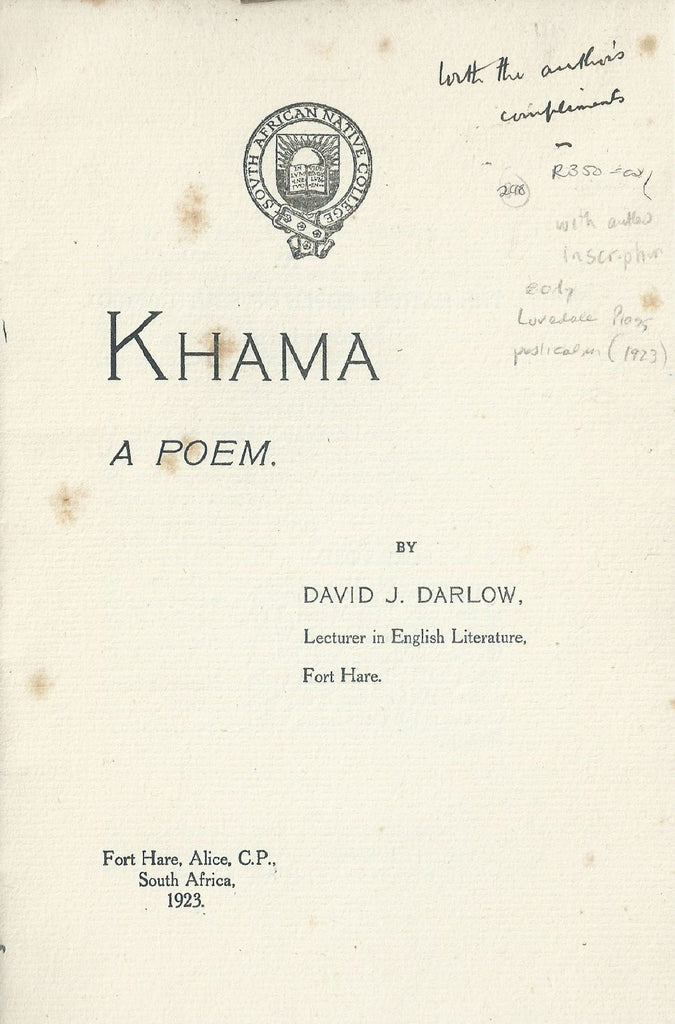 With the author's
compliments
R350
with author
inscription
early
Lovedale Press
publication (1923)
SOUTH AFRICAN NATIVE COLLEGE
KHAMA
A POEM.
BY
DAVID J. DARLOW,
Lecturer in English Literature,
Fort Hare.
Fort Hare, Alice, C.P.,
South Africa,
1923.